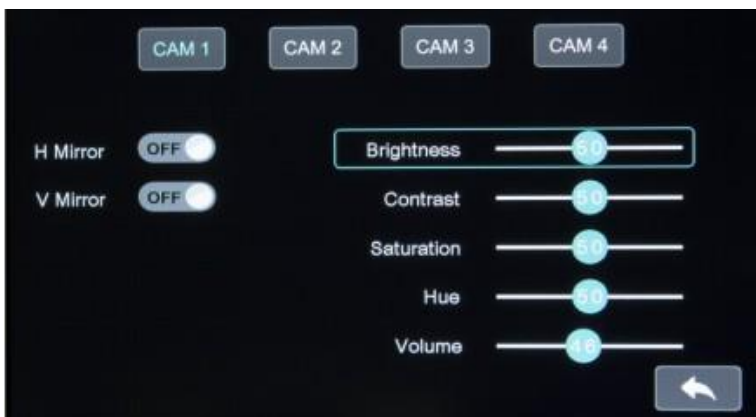 CAM 1 CAM 2 CAM 3 CAM 4
H Mirror OFF Brightness 50
V Mirror OFF Contrast 50
Saturation 50
Hue 50
Volume 46